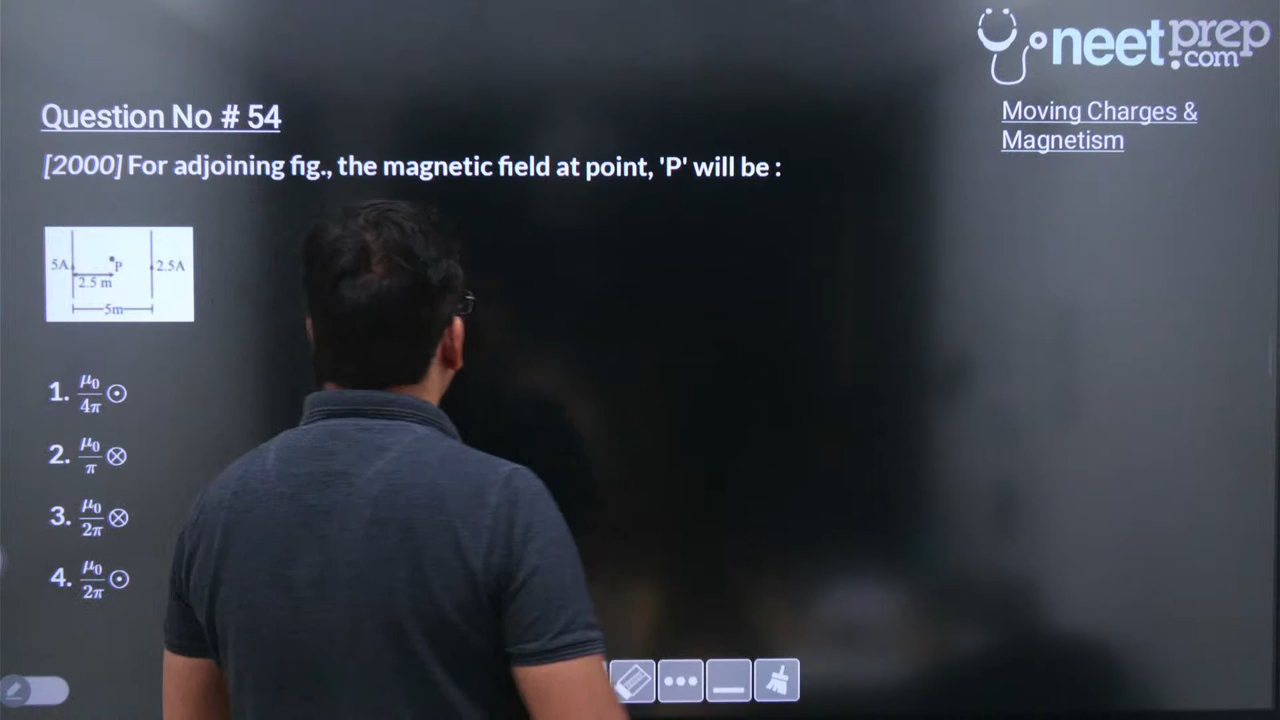 neetprep
.com
Question No # 54
Moving Charges &
Magnetism
[2000] For adjoining fig., the magnetic field at point, 'P' will be :
5A
P
2.5A
2.5 m
5m
1. μ₀/4π ⊙
2. μ₀/π ⊗
3. μ₀/2π ⊗
4. μ₀/2π ⊙